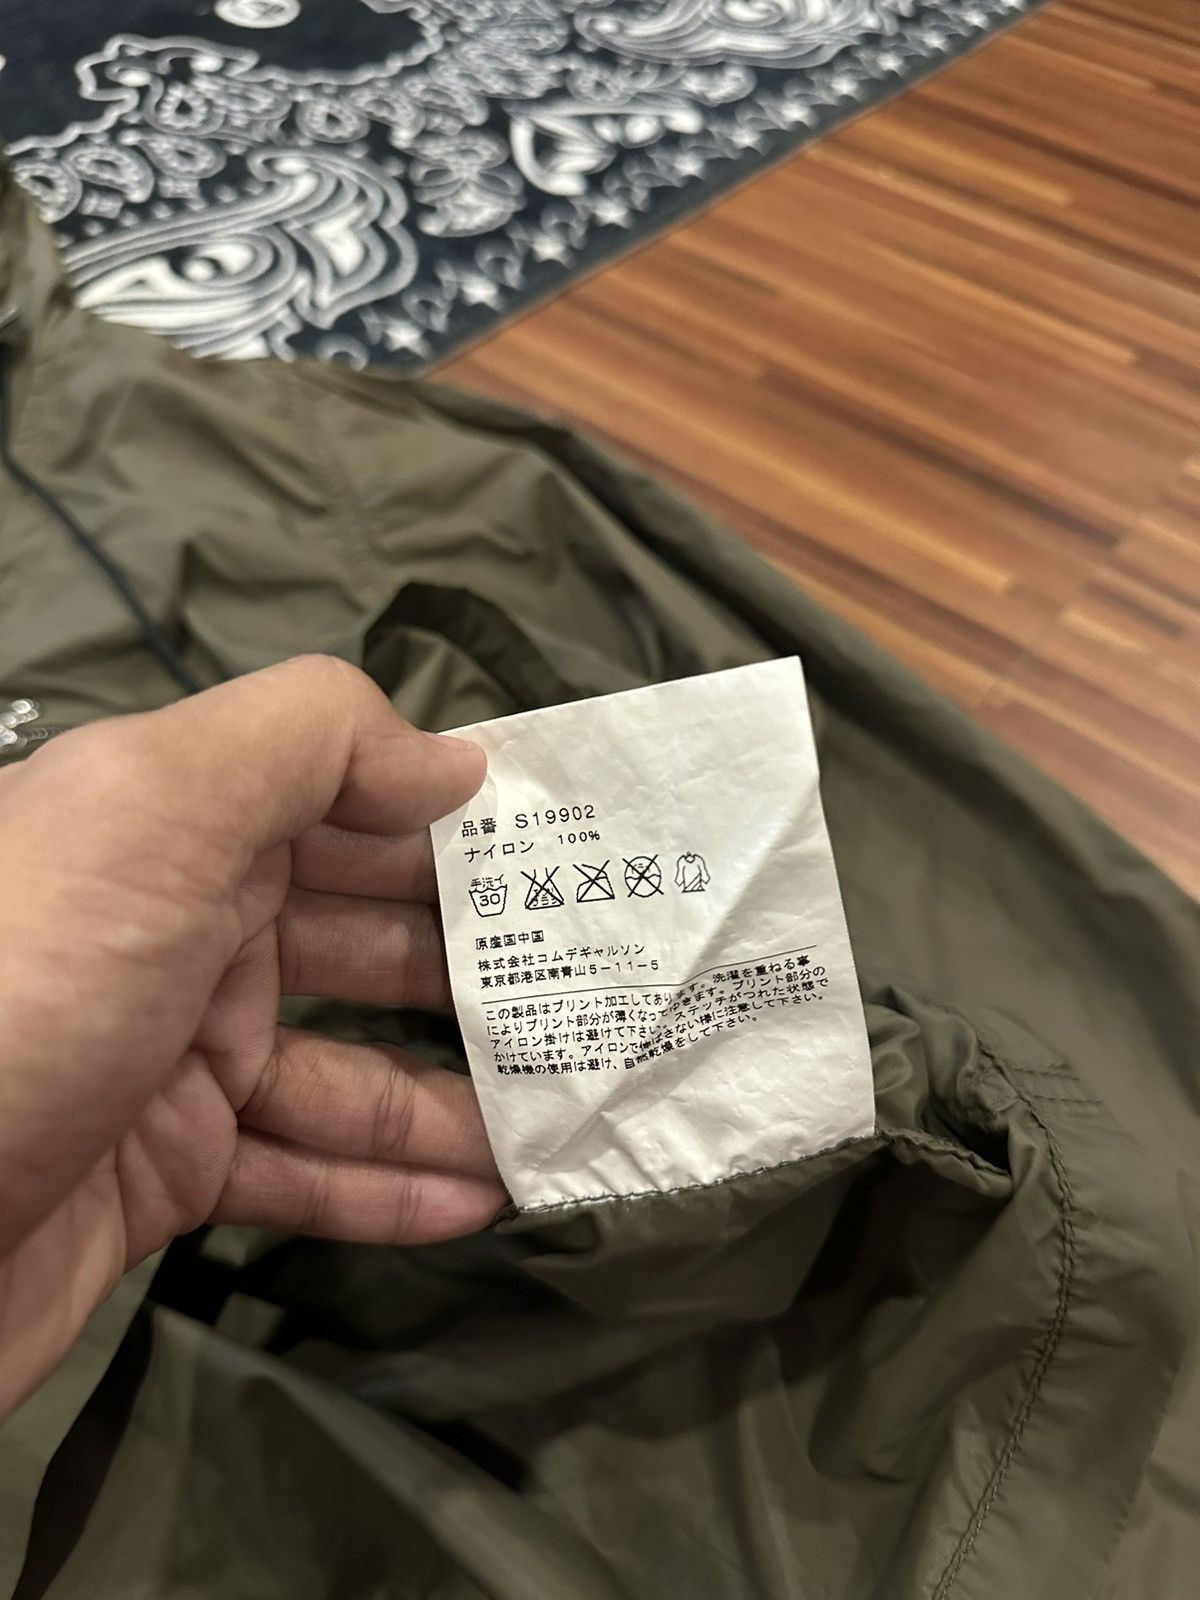 品番 S19902
ナイロン 100%
手洗イ
30
原産国中国
株式会社コムデギャルソン
東京都港区南青山5-11-5
この製品はプリント加工してあります。洗濯を重ねる事
によりプリント部分が薄くなってゆきます。プリント部分の
アイロン掛けは避けて下さい。ステッチがつれた状態で
かけています。アイロンで伸ばさない様に注意して下さい。
乾燥機の使用は避け、自然乾燥をして下さい。